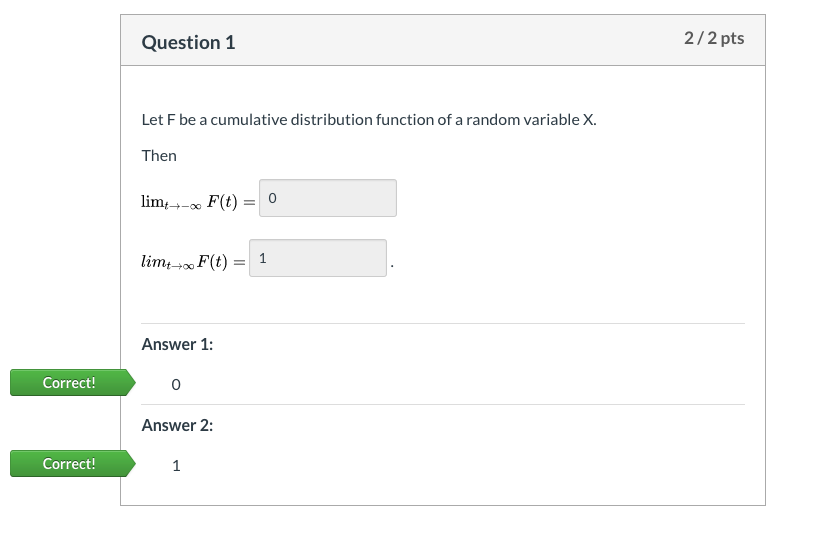 Question 1
2 / 2 pts
Let F be a cumulative distribution function of a random variable X.
Then
lim_{t→−∞} F(t) = 0
lim_{t→∞} F(t) = 1 .
Answer 1:
Correct!
0
Answer 2:
Correct!
1